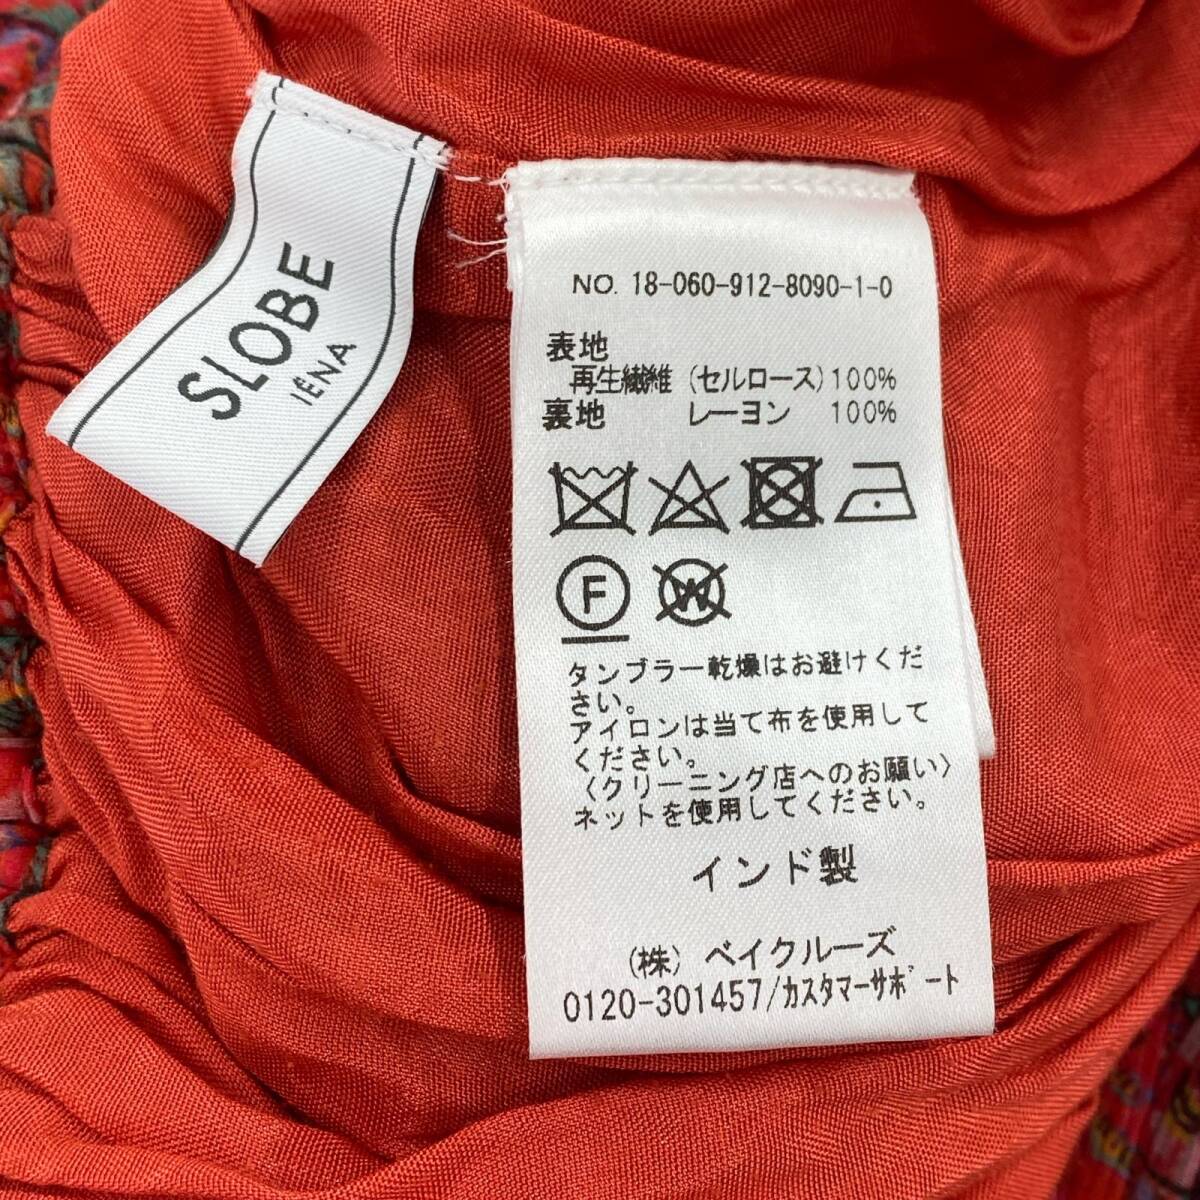 SLOBE
IÉNA
NO. 18-060-912-8090-1-0
表地
再生繊維 (セルロース) 100%
裏地 レーヨン 100%
F W
タンブラー乾燥はお避けくだ
さい。
アイロンは当て布を使用して
ください。
〈クリーニング店へのお願い〉
ネットを使用してください。
インド製
(株) ベイクルーズ
0120-301457/カスタマーサポート